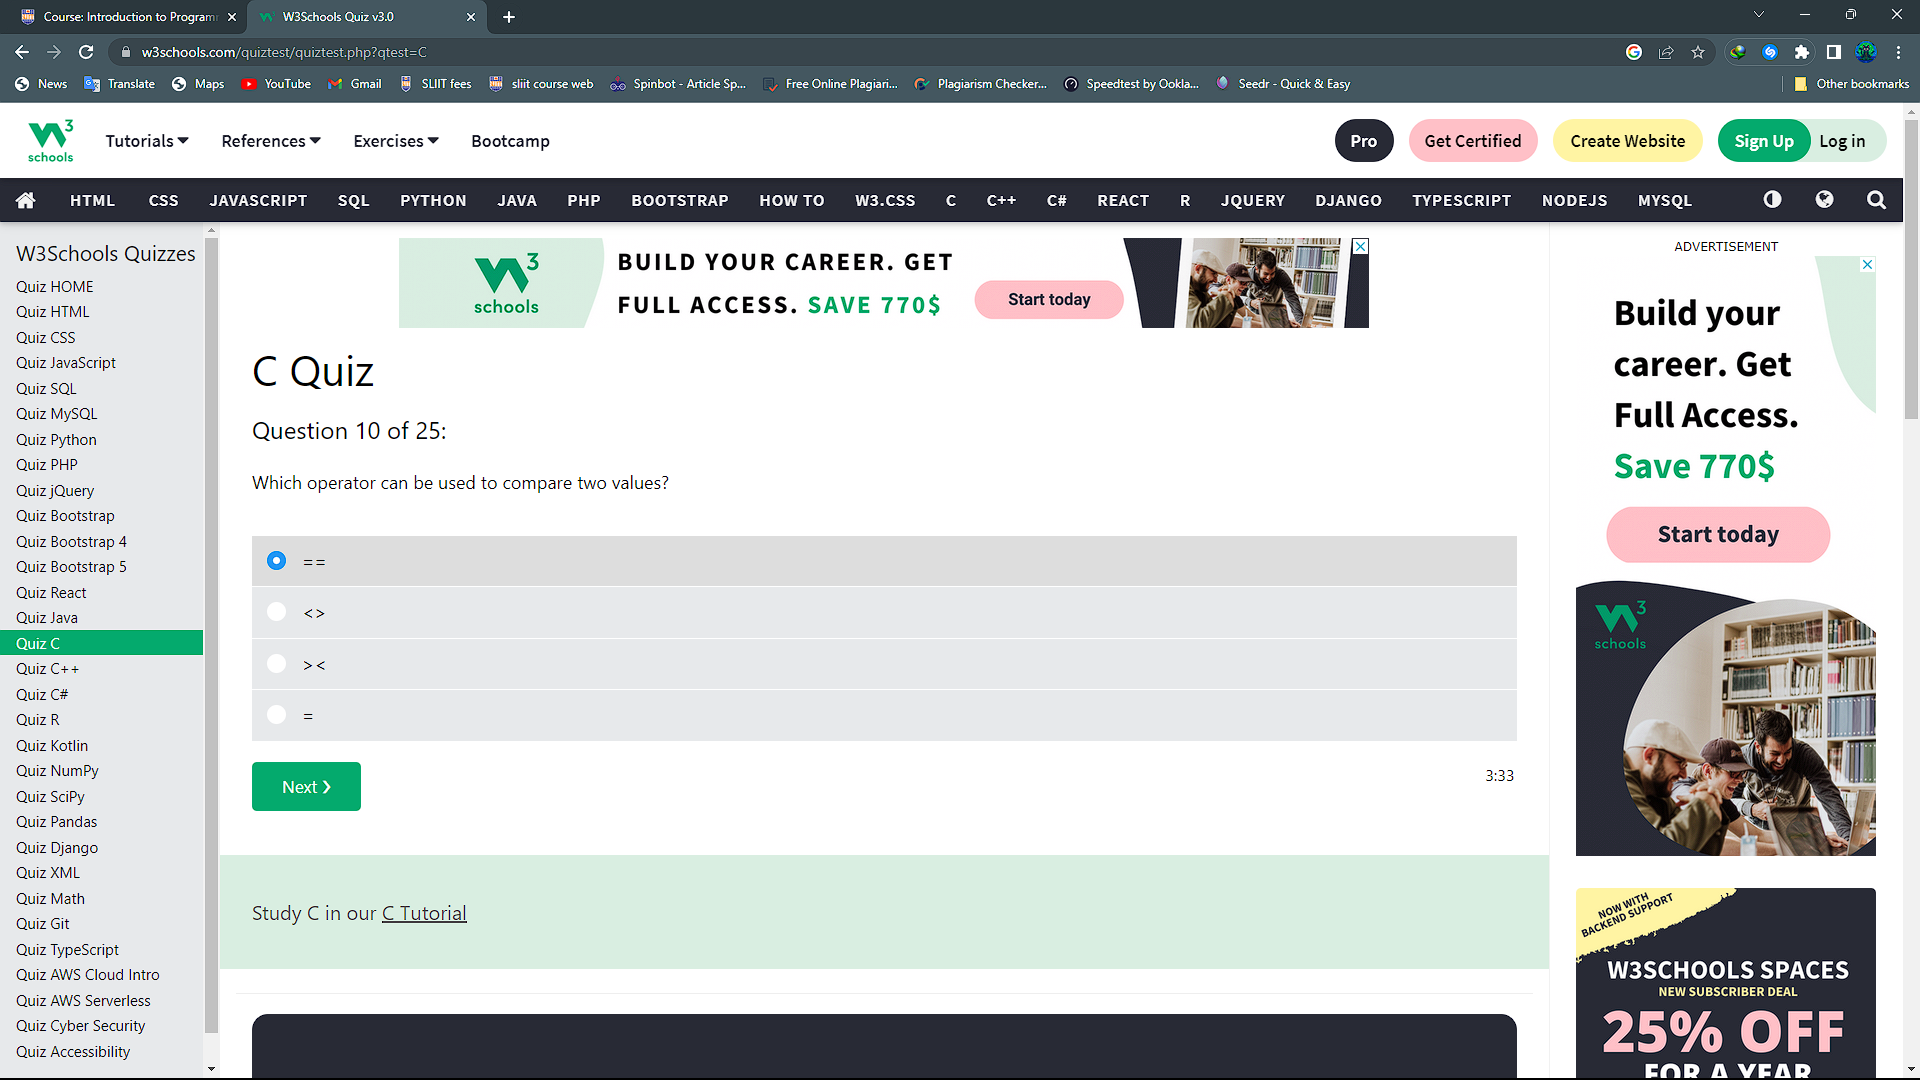 Course: Introduction to Programm
W3Schools Quiz v3.0
w3schools.com/quiztest/quiztest.php?qtest=C
News
Translate
Maps
YouTube
Gmail
SLIIT fees
sliit course web
Spinbot - Article Sp...
Free Online Plagiari...
Plagiarism Checker...
Speedtest by Ookla...
Seedr - Quick & Easy
Other bookmarks
3
schools
Tutorials
References
Exercises
Bootcamp
Pro
Get Certified
Create Website
Sign Up
Log in
HTML
CSS
JAVASCRIPT
SQL
PYTHON
JAVA
PHP
BOOTSTRAP
HOW TO
W3.CSS
C
C++
C#
REACT
R
JQUERY
DJANGO
TYPESCRIPT
NODEJS
MYSQL
W3Schools Quizzes
Quiz HOME
Quiz HTML
Quiz CSS
Quiz JavaScript
Quiz SQL
Quiz MySQL
Quiz Python
Quiz PHP
Quiz jQuery
Quiz Bootstrap
Quiz Bootstrap 4
Quiz Bootstrap 5
Quiz React
Quiz Java
Quiz C
Quiz C++
Quiz C#
Quiz R
Quiz Kotlin
Quiz NumPy
Quiz SciPy
Quiz Pandas
Quiz Django
Quiz XML
Quiz Math
Quiz Git
Quiz TypeScript
Quiz AWS Cloud Intro
Quiz AWS Serverless
Quiz Cyber Security
Quiz Accessibility
3
schools
BUILD YOUR CAREER. GET
FULL ACCESS. SAVE 770$
Start today
C Quiz
Question 10 of 25:
Which operator can be used to compare two values?
==
<>
><
=
Next ❯
3:33
Study C in our C Tutorial
ADVERTISEMENT
Build your
career. Get
Full Access.
Save 770$
Start today
3
schools
NOW WITH
BACKEND SUPPORT
W3SCHOOLS SPACES
NEW SUBSCRIBER DEAL
25% OFF
FOR A YEAR